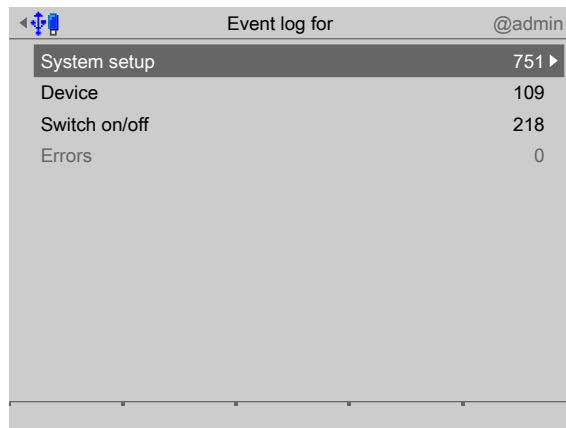 Event log for @admin
System setup 751
Device 109
Switch on/off 218
Errors 0